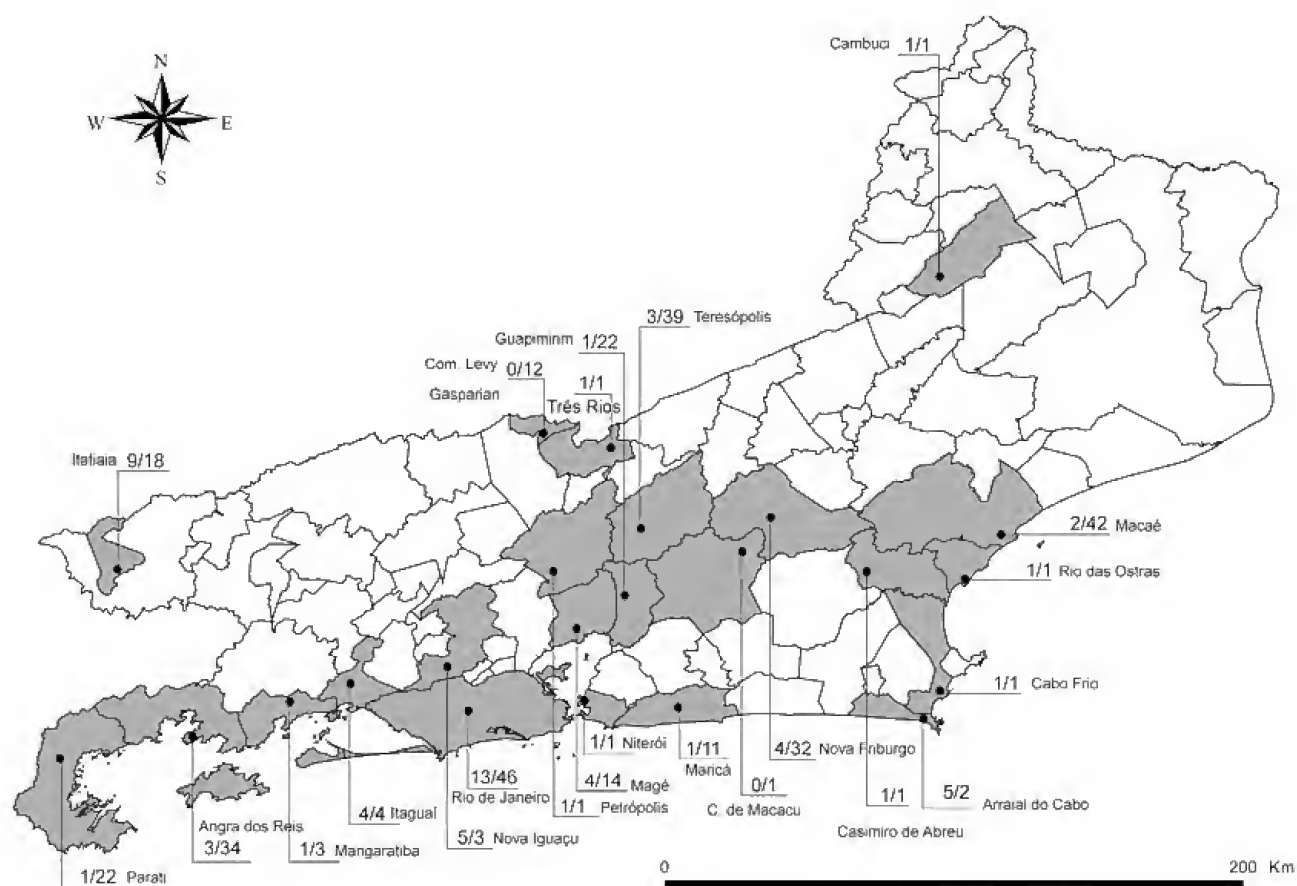 Cambuci 1/1
N
W E
S
3/39 Teresópolis
Guapimirim 1/22
Com. Levy 0/12
Gasparian
1/1
Três Rios
Itatiaia 9/18
2/42 Macaé
1/1 Rio das Ostras
1/1 Cabo Frio
1/1 Niterói
1/11
Maricá
4/32 Nova Friburgo
13/46
Rio de Janeiro
4/14 Magé
0/1
C. de Macacu
1/1
Casimiro de Abreu
5/2 Arraial do Cabo
4/4 Itaguaí
1/1 Petrópolis
Angra dos Reis
3/34
1/3 Mangaratiba
5/3 Nova Iguaçu
1/22 Parati
0 200 Km